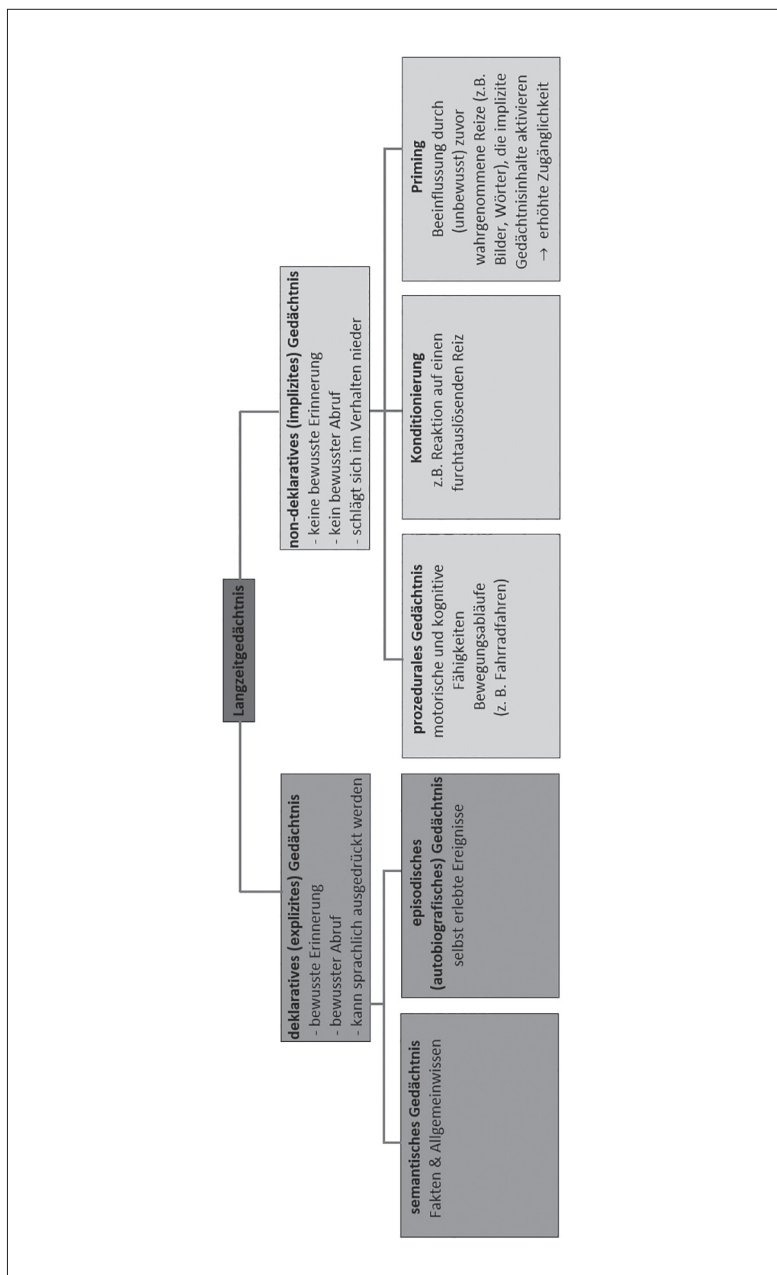 Langzeitgedächtnis
deklaratives (explizites) Gedächtnis
- bewusste Erinnerung
- bewusster Abruf
- kann sprachlich ausgedrückt werden
non-deklaratives (implizites) Gedächtnis
- keine bewusste Erinnerung
- kein bewusster Abruf
- schlägt sich im Verhalten nieder
semantisches Gedächtnis
Fakten & Allgemeinwissen
episodisches
(autobiografisches) Gedächtnis
selbst erlebte Ereignisse
prozedurales Gedächtnis
motorische und kognitive
Fähigkeiten
Bewegungsabläufe
(z. B. Fahrradfahren)
Konditionierung
z.B. Reaktion auf einen
furchtauslösenden Reiz
Priming
Beeinflussung durch
(unbewusst) zuvor
wahrgenommene Reize (z.B.
Bilder, Wörter), die implizite
Gedächtnisinhalte aktivieren
→ erhöhte Zugänglichkeit